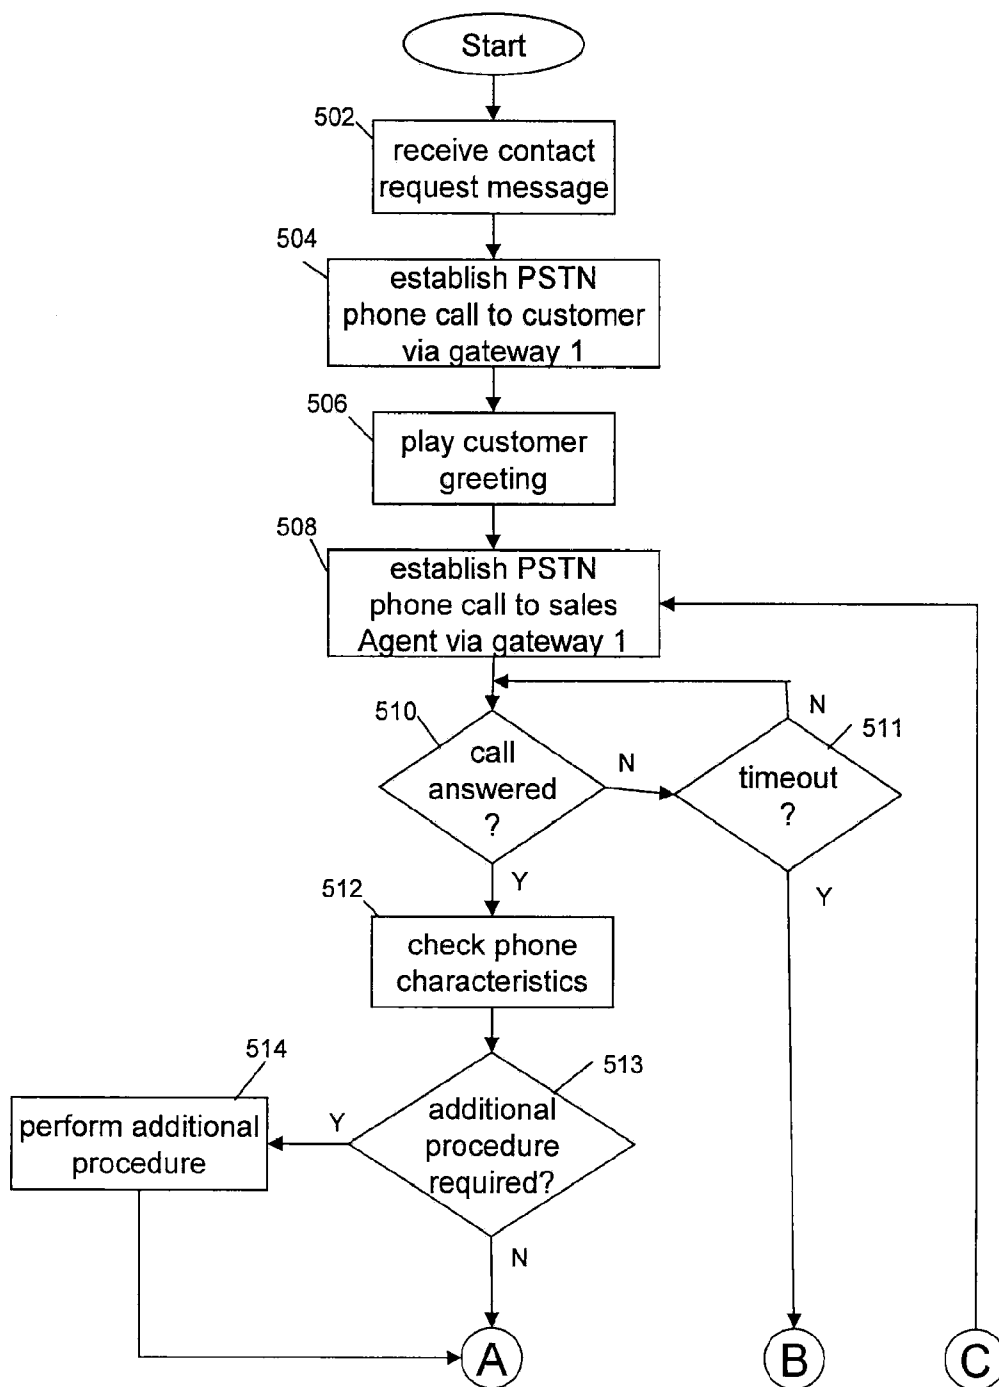 Start
502
receive contact
request message
504
establish PSTN
phone call to customer
via gateway 1
506
play customer
greeting
508
establish PSTN
phone call to sales
Agent via gateway 1
510
call
answered
?
N
511
timeout
?
N
Y
Y
512
check phone
characteristics
513
additional
procedure
required?
Y
514
perform additional
procedure
N
A
B
C